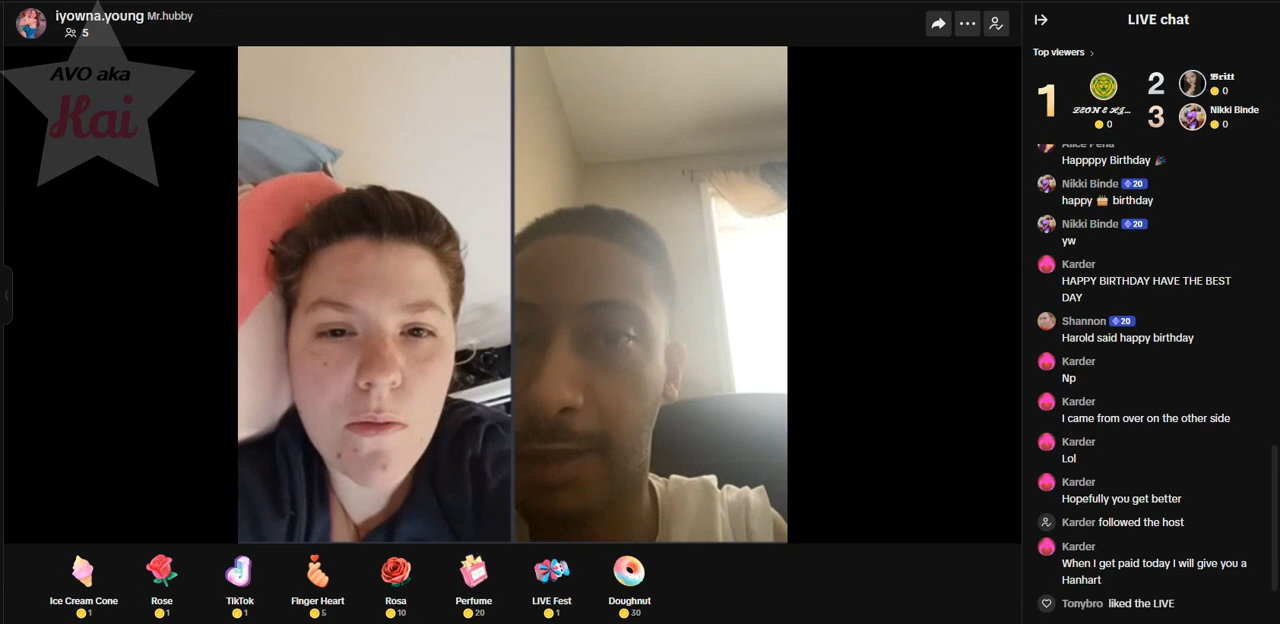 iyowna.young Mr.hubby
5
AVO aka
Kai
LIVE chat
Top viewers
1
0
2
Britt
0
3
Nikki Binde
0
Alice Pena
Happpppy Birthday 🎉
Nikki Binde 20
happy 🎂 birthday
Nikki Binde 20
yw
Karder
HAPPY BIRTHDAY HAVE THE BEST
DAY
Shannon 20
Harold said happy birthday
Karder
Np
Karder
I came from over on the other side
Karder
Lol
Karder
Hopefully you get better
Karder followed the host
Karder
When I get paid today I will give you a
Hanhart
Tonybro liked the LIVE
Ice Cream Cone
1
Rose
1
TikTok
1
Finger Heart
5
Rosa
10
Perfume
20
LIVE Fest
1
Doughnut
30